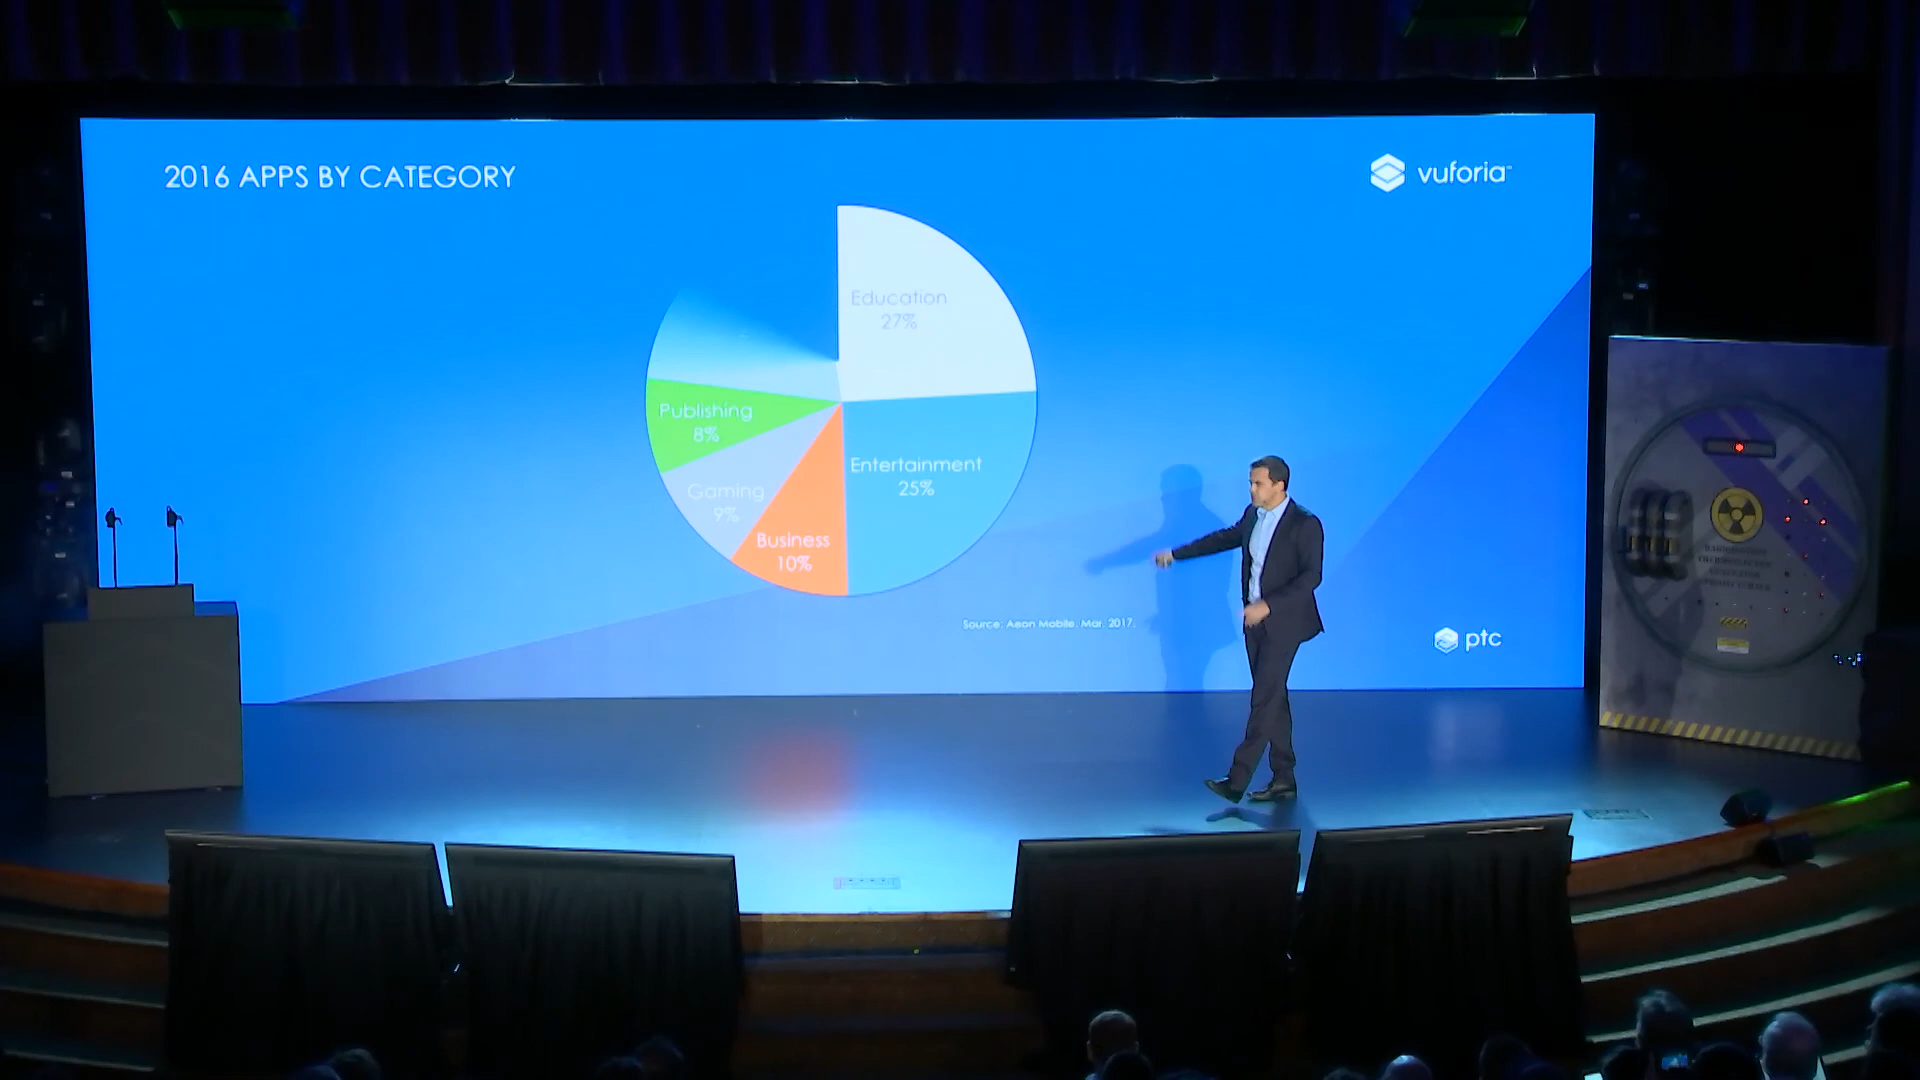 2016 APPS BY CATEGORY
vuforia™
Education
27%
Publishing
8%
Entertainment
25%
Gaming
9%
Business
10%
Source: Aeon Mobile. Mar. 2017.
ptc